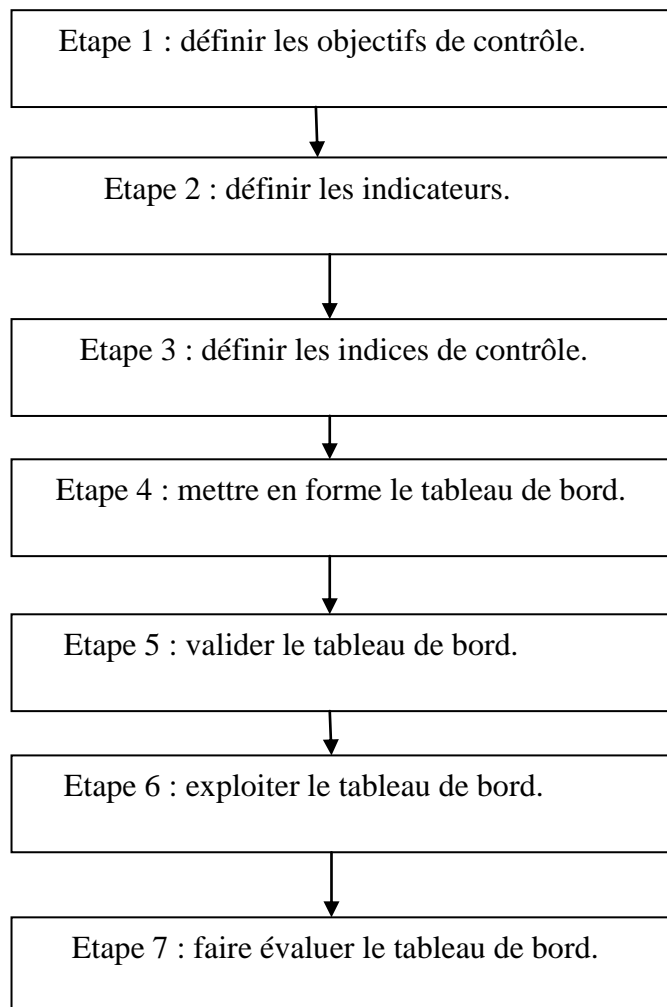 Etape 1 : définir les objectifs de contrôle.
Etape 2 : définir les indicateurs.
Etape 3 : définir les indices de contrôle.
Etape 4 : mettre en forme le tableau de bord.
Etape 5 : valider le tableau de bord.
Etape 6 : exploiter le tableau de bord.
Etape 7 : faire évaluer le tableau de bord.